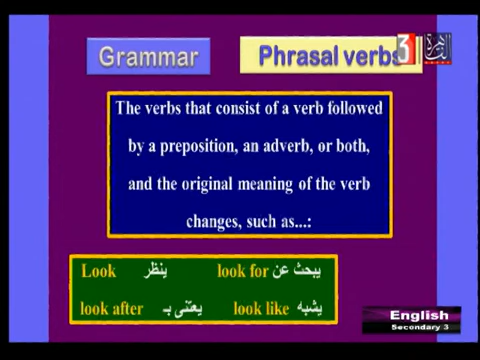 Grammar
Phrasal verbs
3 القاهرة
The verbs that consist of a verb followed
by a preposition, an adverb, or both,
and the original meaning of the verb
changes, such as...:
Look ينظر look for يبحث عن
look after يعتنى بـ look like يشبه
English
Secondary 3